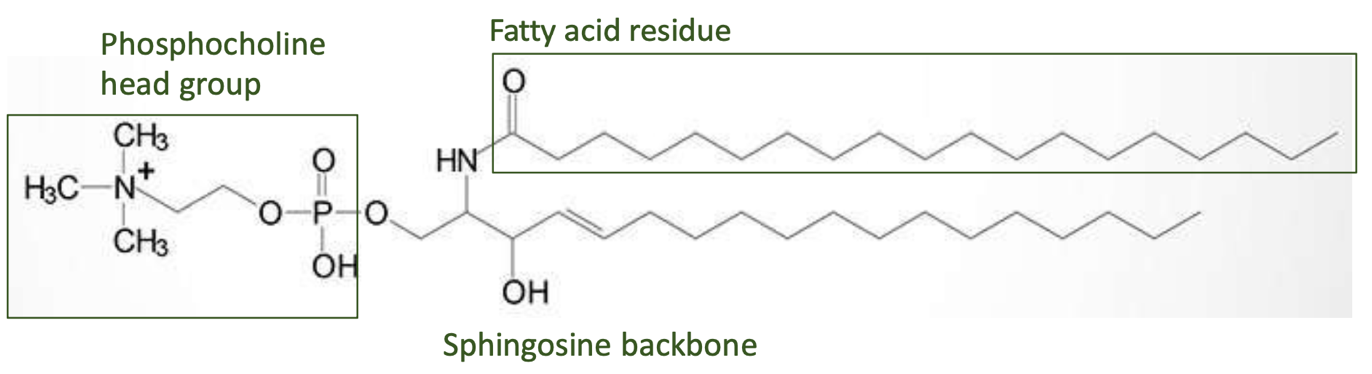 Fatty acid residue
Phosphocholine
head group
CH3
O
O
HN
H3C N+
O P O
CH3
OH
OH
Sphingosine backbone